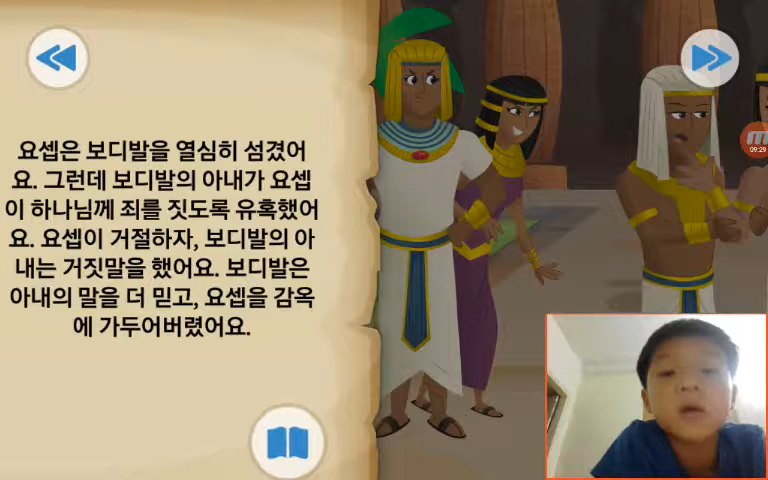 요셉은 보디발을 열심히 섬겼어
요. 그런데 보디발의 아내가 요셉
이 하나님께 죄를 짓도록 유혹했어
요. 요셉이 거절하자, 보디발의 아
내는 거짓말을 했어요. 보디발은
아내의 말을 더 믿고, 요셉을 감옥
에 가두어버렸어요.
09:29